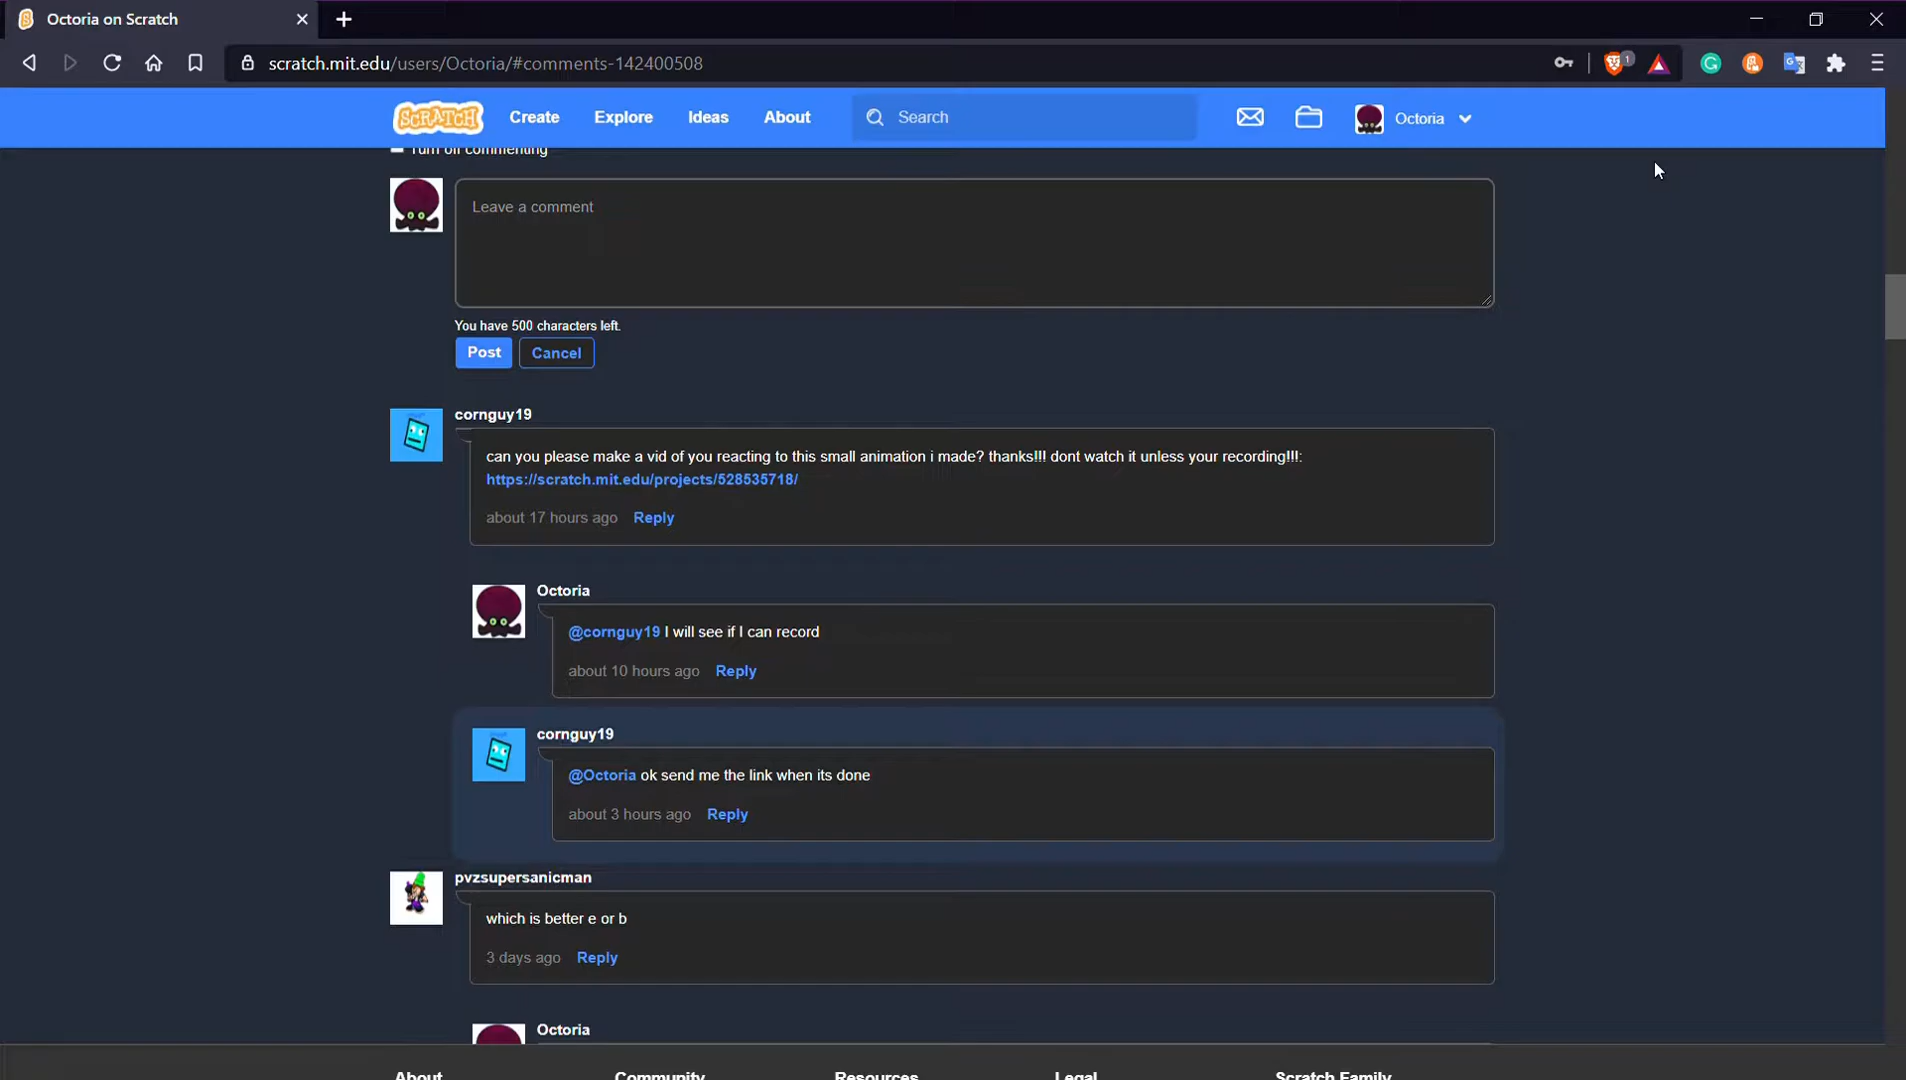 Octoria on Scratch
scratch.mit.edu/users/Octoria/#comments-142400508
1
SCRATCH
Create
Explore
Ideas
About
Search
Octoria
Turn off commenting
Leave a comment
You have 500 characters left.
Post
Cancel
cornguy19
can you please make a vid of you reacting to this small animation i made? thanks!!! dont watch it unless your recording!!!:
https://scratch.mit.edu/projects/528535718/
about 17 hours ago Reply
Octoria
@cornguy19 I will see if I can record
about 10 hours ago Reply
cornguy19
@Octoria ok send me the link when its done
about 3 hours ago Reply
pvzsupersanicman
which is better e or b
3 days ago Reply
Octoria
About
Community
Resources
Legal
Scratch Family